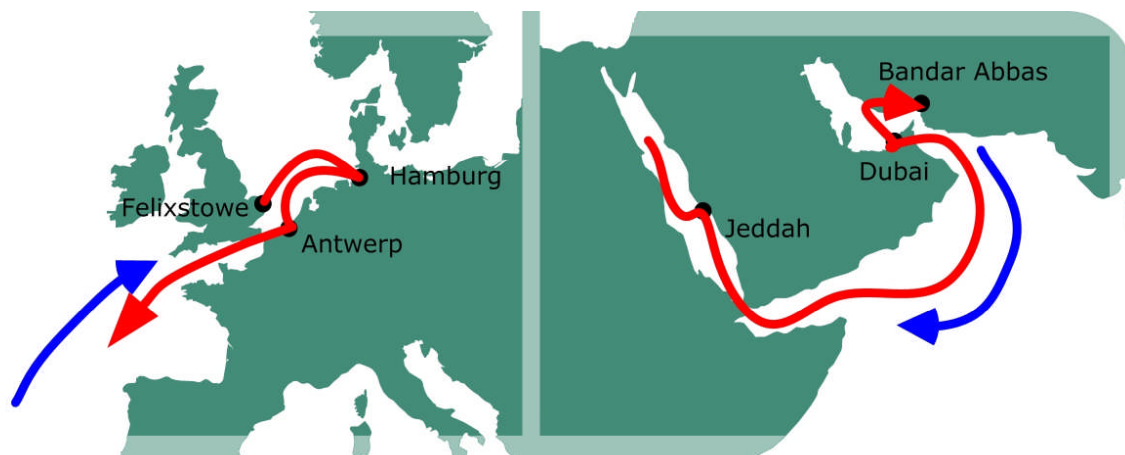 Bandar Abbas
Dubai
Hamburg
Felixstowe
Jeddah
Antwerp